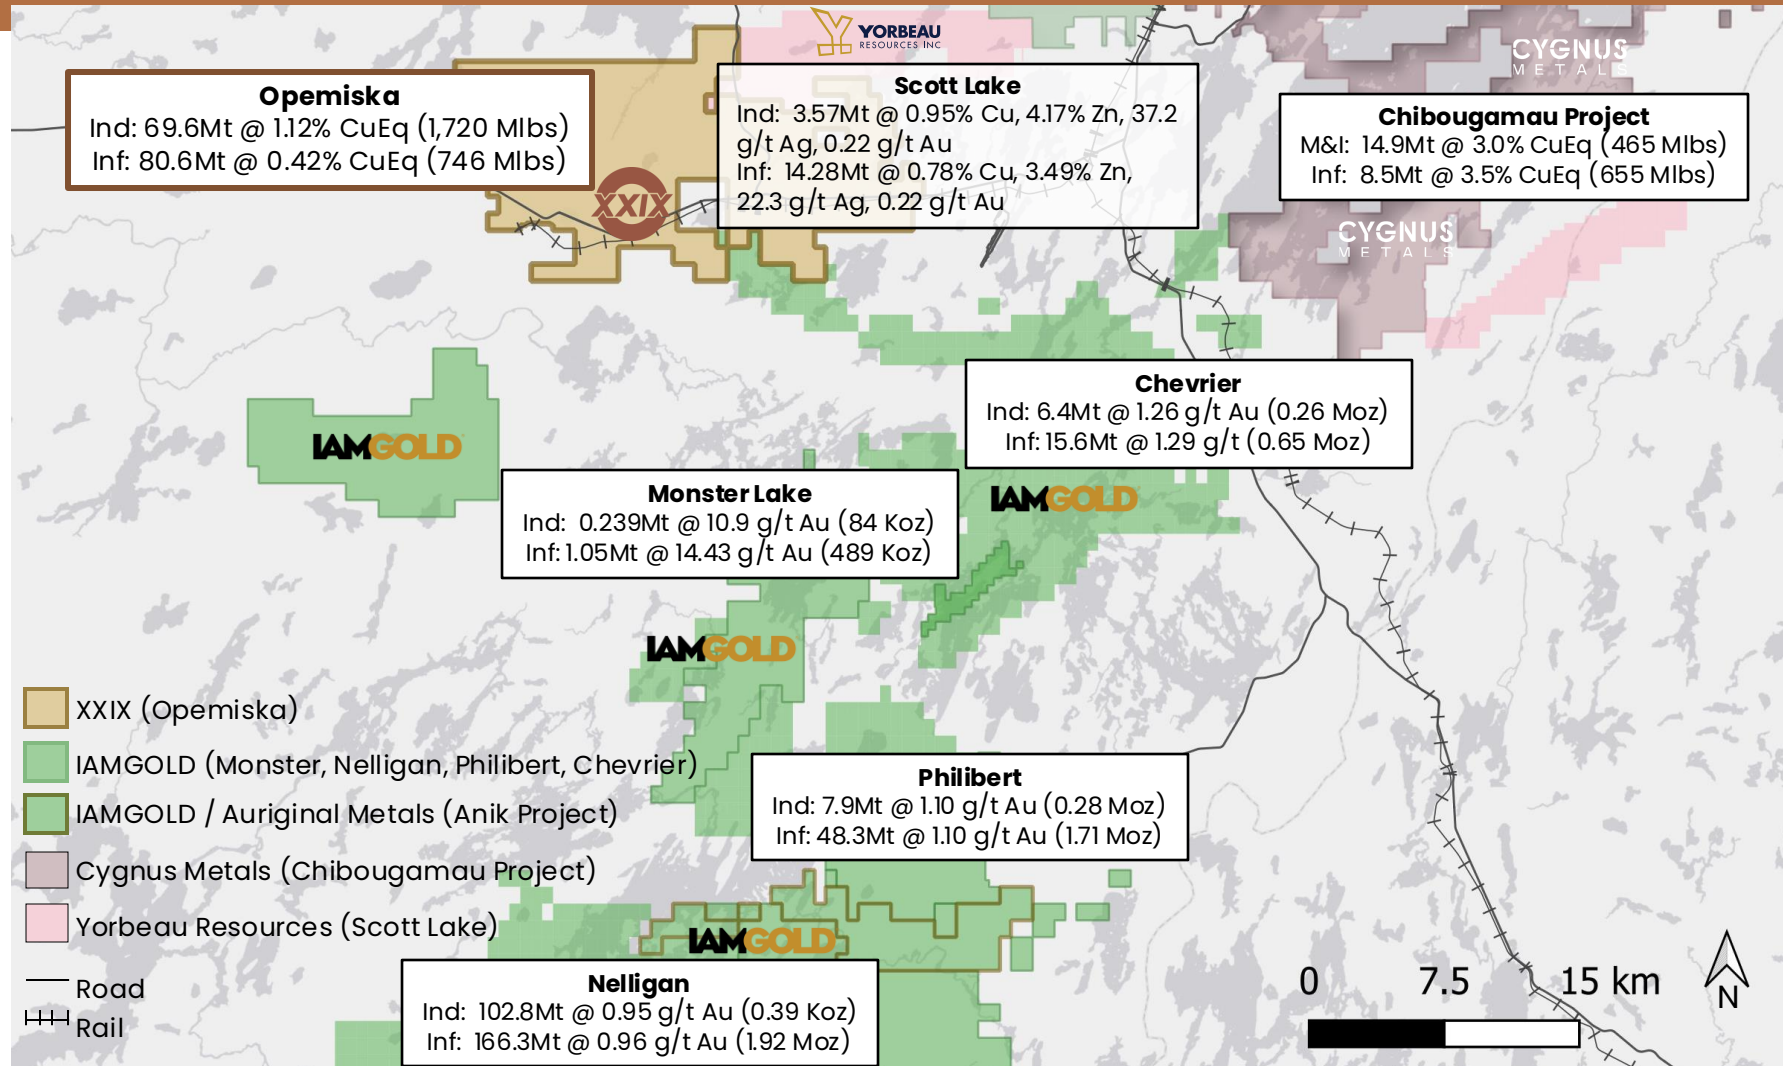 YORBEAU
RESOURCES INC
CYGNUS
METALS
Opemiska
Ind: 69.6Mt @ 1.12% CuEq (1,720 Mlbs)
Inf: 80.6Mt @ 0.42% CuEq (746 Mlbs)
XXIX
Scott Lake
Ind: 3.57Mt @ 0.95% Cu, 4.17% Zn, 37.2
g/t Ag, 0.22 g/t Au
Inf: 14.28Mt @ 0.78% Cu, 3.49% Zn,
22.3 g/t Ag, 0.22 g/t Au
Chibougamau Project
M&I: 14.9Mt @ 3.0% CuEq (465 Mlbs)
Inf: 8.5Mt @ 3.5% CuEq (655 Mlbs)
CYGNUS
METALS
Chevrier
Ind: 6.4Mt @ 1.26 g/t Au (0.26 Moz)
Inf: 15.6Mt @ 1.29 g/t (0.65 Moz)
IAMGOLD
Monster Lake
Ind: 0.239Mt @ 10.9 g/t Au (84 Koz)
Inf: 1.05Mt @ 14.43 g/t Au (489 Koz)
IAMGOLD
IAMGOLD
Philibert
Ind: 7.9Mt @ 1.10 g/t Au (0.28 Moz)
Inf: 48.3Mt @ 1.10 g/t Au (1.71 Moz)
IAMGOLD
Nelligan
Ind: 102.8Mt @ 0.95 g/t Au (0.39 Koz)
Inf: 166.3Mt @ 0.96 g/t Au (1.92 Moz)
XXIX (Opemiska)
IAMGOLD (Monster, Nelligan, Philibert, Chevrier)
IAMGOLD / Auriginal Metals (Anik Project)
Cygnus Metals (Chibougamau Project)
Yorbeau Resources (Scott Lake)
Road
Rail
0 7.5 15 km
N